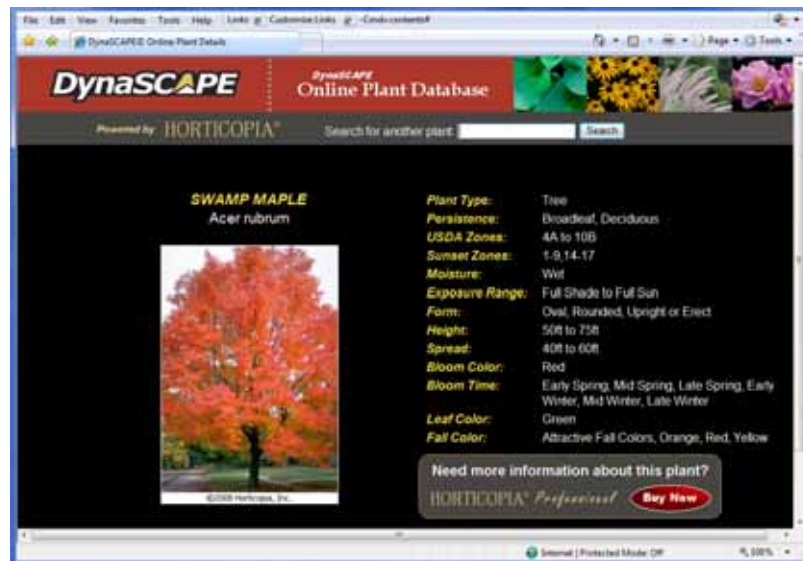 File Edit View Favorites Tools Help Links Customize Links
DynaSCAPE® Online Plant Details
Page Tools
DynaSCAPE
DynaSCAPE
Online Plant Database
Powered by HORTICOPIA® Search for another plant: Search
SWAMP MAPLE
Acer rubrum
Plant Type: Tree
Persistence: Broadleaf, Deciduous
USDA Zones: 4A to 10B
Sunset Zones: 1-9,14-17
Moisture: Wet
Exposure Range: Full Shade to Full Sun
Form: Oval, Rounded, Upright or Erect
Height: 50ft to 75ft
Spread: 40ft to 60ft
Bloom Color: Red
Bloom Time: Early Spring, Mid Spring, Late Spring, Early
Winter, Mid Winter, Late Winter
Leaf Color: Green
Fall Color: Attractive Fall Colors, Orange, Red, Yellow
©2008 Horticopia, Inc.
Need more information about this plant?
HORTICOPIA® Professional Buy Now
Internet | Protected Mode: Off 100%